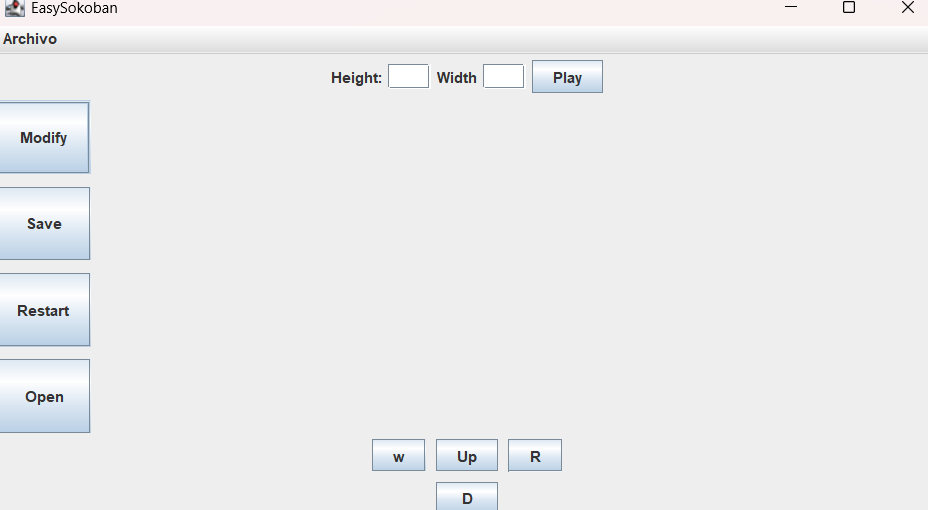 EasySokoban
Archivo
Height: Width Play
Modify
Save
Restart
Open
w Up R
D